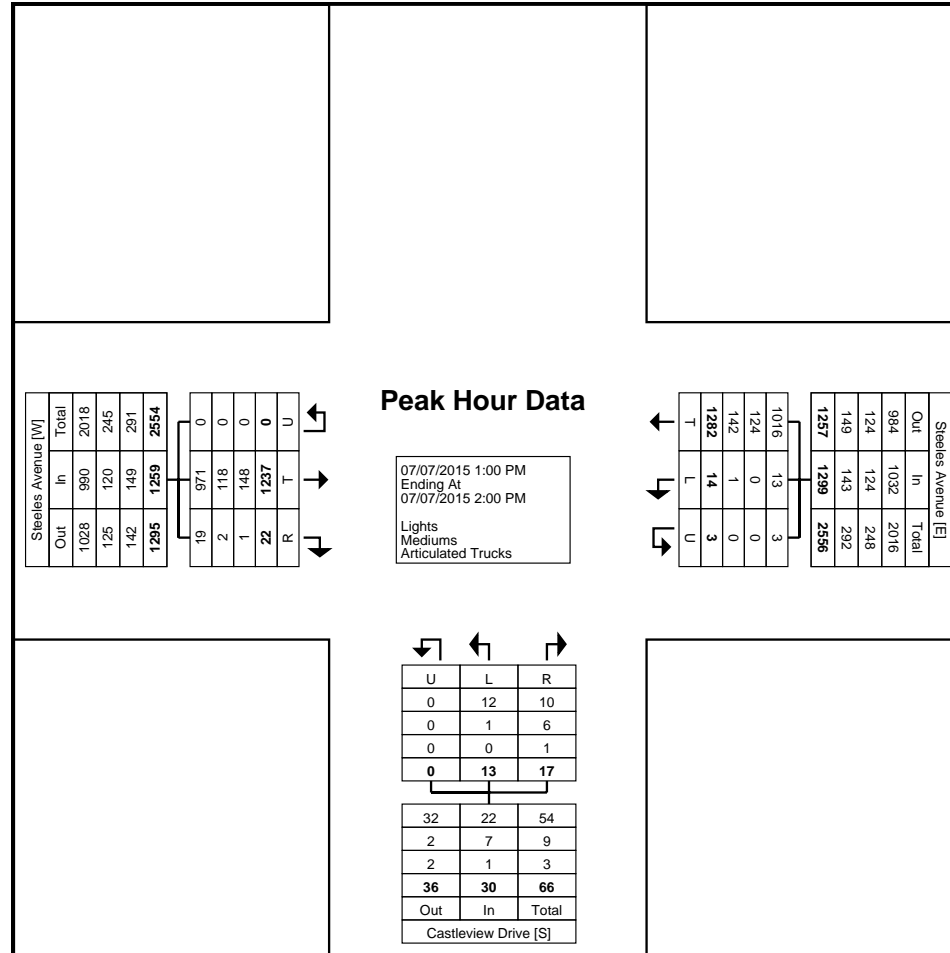 Peak Hour Data
07/07/2015 1:00 PM
Ending At
07/07/2015 2:00 PM
Lights
Mediums
Articulated Trucks
Steeles Avenue [W]
Total In Out
2018 990 1028
245 120 125
291 149 142
2554 1259 1295
0 971 19
0 118 2
0 148 1
0 1237 22
U T R
Steeles Avenue [E]
Out In Total
984 1032 2016
124 124 248
149 143 292
1257 1299 2556
1016 13 3
124 0 0
142 1 0
1282 14 3
T L U
U L R
0 12 10
0 1 6
0 0 1
0 13 17
32 22 54
2 7 9
2 1 3
36 30 66
Out In Total
Castleview Drive [S]